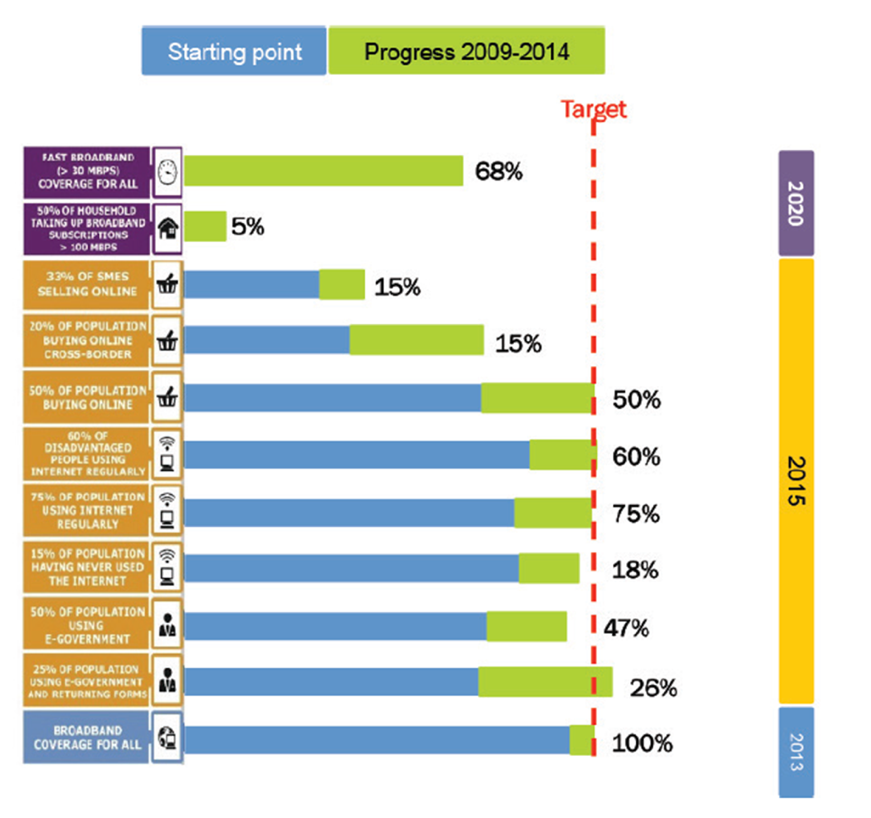 Starting point
Progress 2009-2014
Target
FAST BROADBAND
(> 30 MBPS)
COVERAGE FOR ALL
68%
50% OF HOUSEHOLD
TAKING UP BROADBAND
SUBSCRIPTIONS
> 100 MBPS
5%
2020
33% OF SMES
SELLING ONLINE
15%
20% OF POPULATION
BUYING ONLINE
CROSS-BORDER
15%
50% OF POPULATION
BUYING ONLINE
50%
60% OF
DISADVANTAGED
PEOPLE USING
INTERNET REGULARLY
60%
75% OF POPULATION
USING INTERNET
REGULARLY
75%
15% OF POPULATION
HAVING NEVER USED
THE INTERNET
18%
50% OF POPULATION
USING
E-GOVERNMENT
47%
25% OF POPULATION
USING E-GOVERNMENT
AND RETURNING FORMS
26%
2015
BROADBAND
COVERAGE FOR ALL
100%
2013